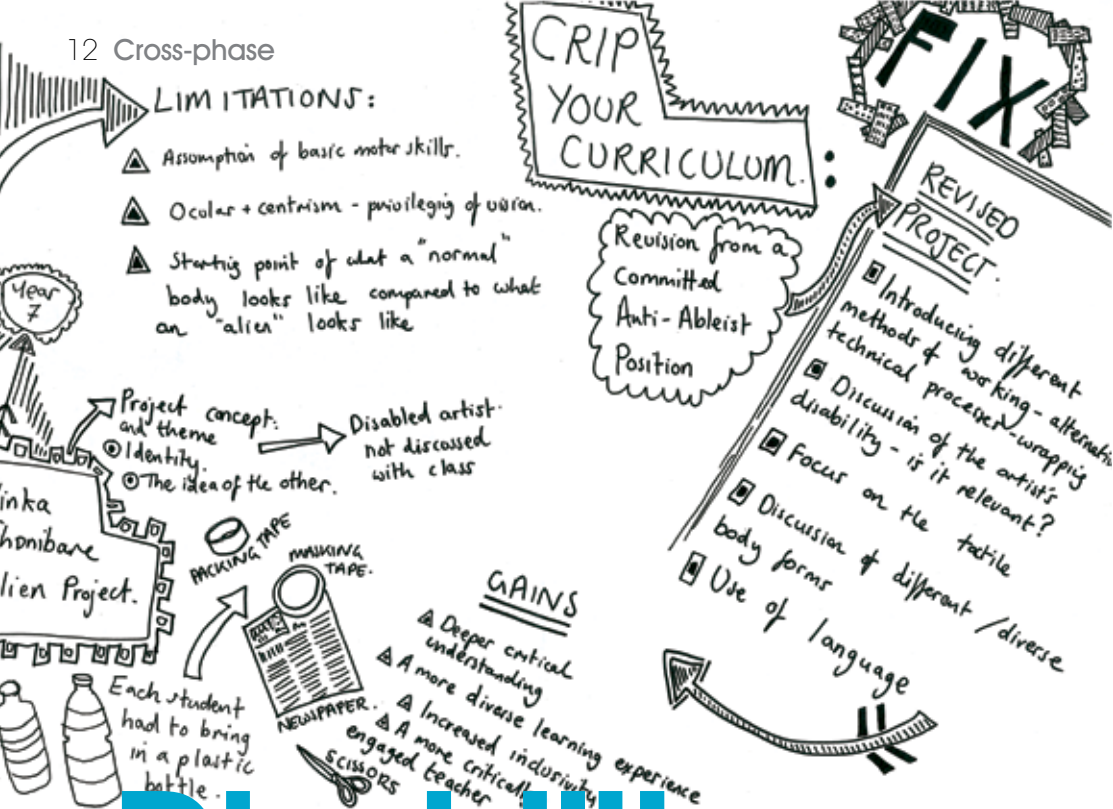 12 Cross-phase
LIMITATIONS:
Assumption of basic motor skills.
Ocular + centrism - privileging of vision.
Starting point of what a "normal"
body looks like compared to what
an "alien" looks like
Year
7
Project concept:
and theme
Identity.
The idea of the other.
Disabled artist
not discussed
with class
inka
honibare
lien Project.
PACKING TAPE
MASKING
TAPE.
NEWSPAPER.
SCISSORS
Each student
had to bring
in a plastic
bottle.
CRIP
YOUR
CURRICULUM.
Revision from a
Committed
Anti-Ableist
Position
FIX
REVISED
PROJECT.
Introducing different
methods of working - alternativ
technical processes - wrapping
Discussion of the artist's
disability - is it relevant?
Focus on the tactile
Discussion of different / diverse
body forms
Use of language
GAINS
Deeper critical
understanding
A more diverse learning experience
Increased inclusivity
A more critically
engaged teacher